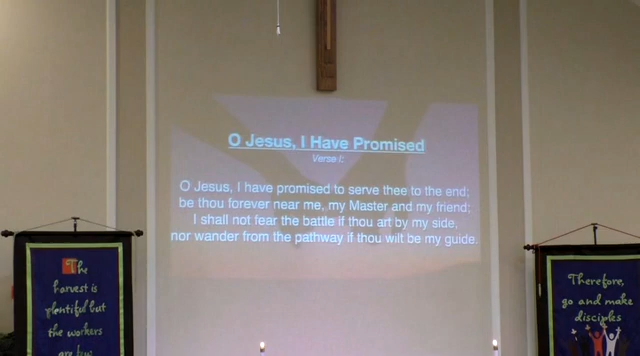 O Jesus, I Have Promised
Verse 1:
O Jesus, I have promised to serve thee to the end;
be thou forever near me, my Master and my friend;
I shall not fear the battle if thou art by my side,
nor wander from the pathway if thou wilt be my guide.
The
harvest is
plentiful but
the workers
are few
Therefore,
go and make
disciples